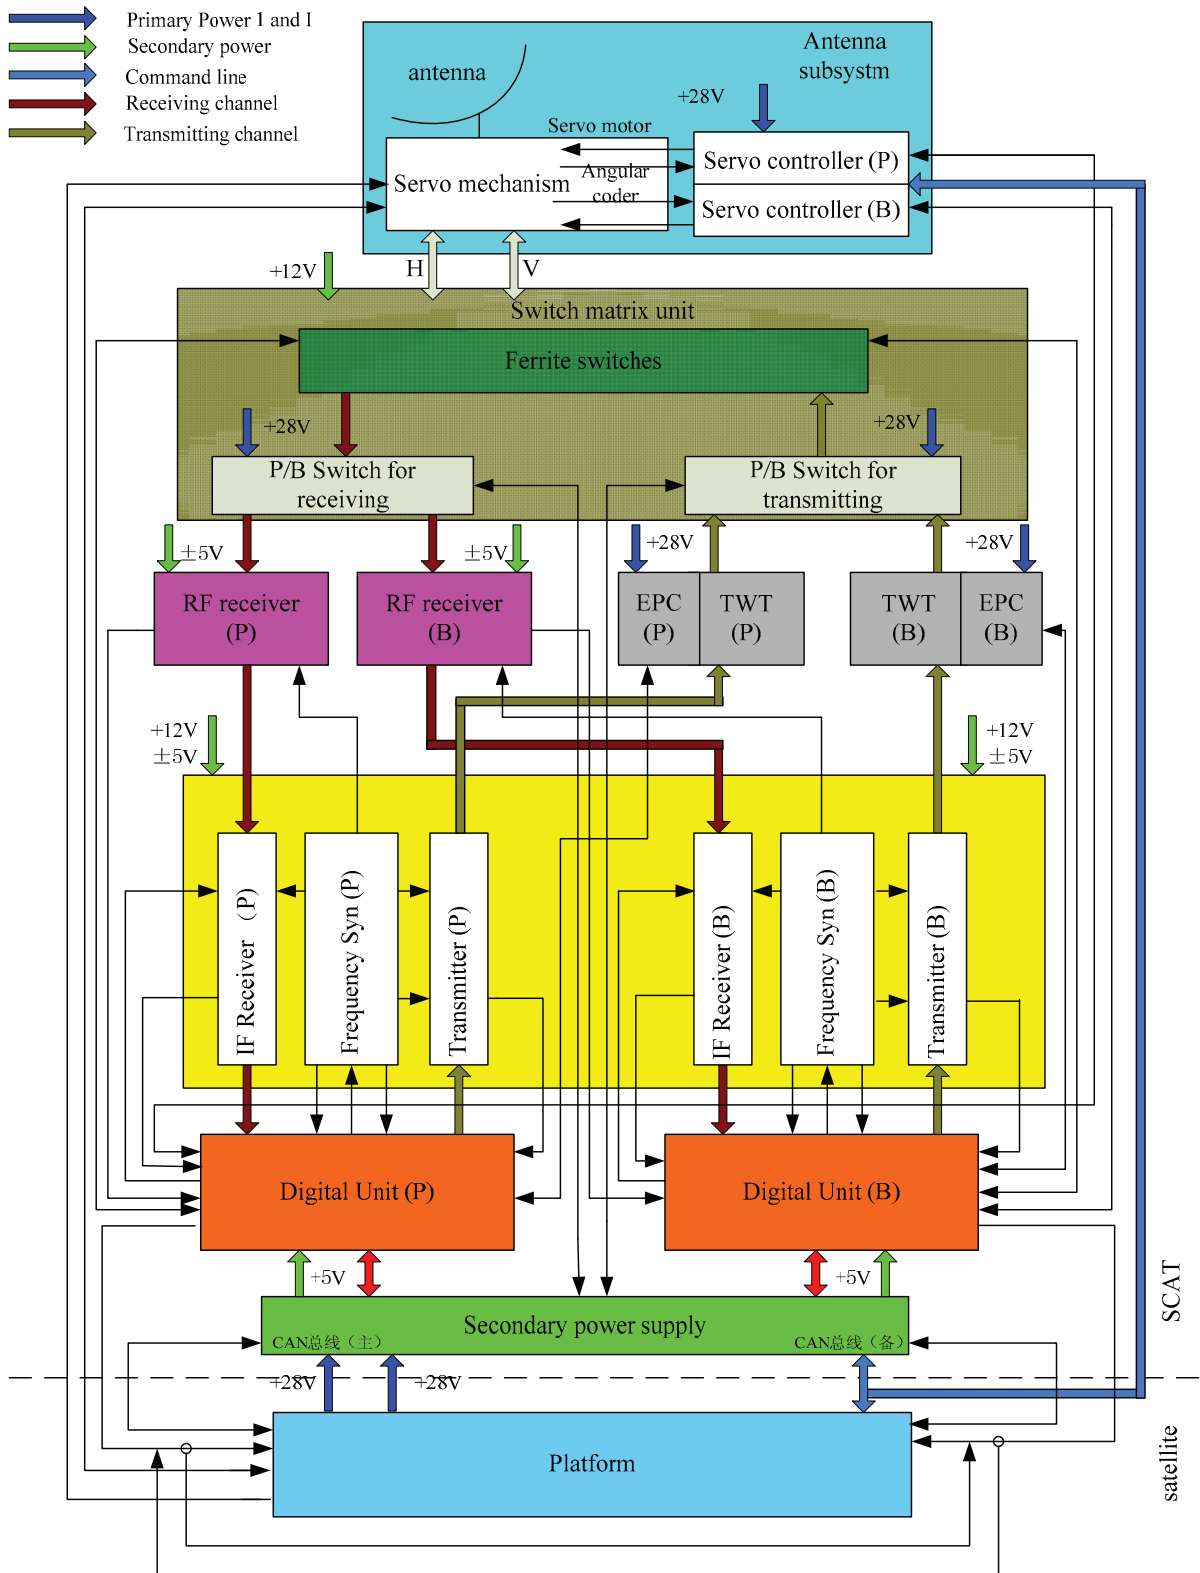 Primary Power 1 and I
Secondary power
Command line
Receiving channel
Transmitting channel
Antenna
subsystm
antenna
+28V
Servo motor
Servo controller (P)
Servo mechanism
Angular
coder
Servo controller (B)
H
V
+12V
Switch matrix unit
Ferrite switches
+28V
+28V
P/B Switch for
receiving
P/B Switch for
transmitting
±5V
±5V
+28V
+28V
RF receiver
(P)
RF receiver
(B)
EPC
(P)
TWT
(P)
TWT
(B)
EPC
(B)
+12V
±5V
+12V
±5V
IF Receiver (P)
Frequency Syn (P)
Transmitter (P)
IF Receiver (B)
Frequency Syn (B)
Transmitter (B)
Digital Unit (P)
Digital Unit (B)
+5V
+5V
Secondary power supply
CAN总线（主）
CAN总线（备）
SCAT
+28V
+28V
Platform
satellite